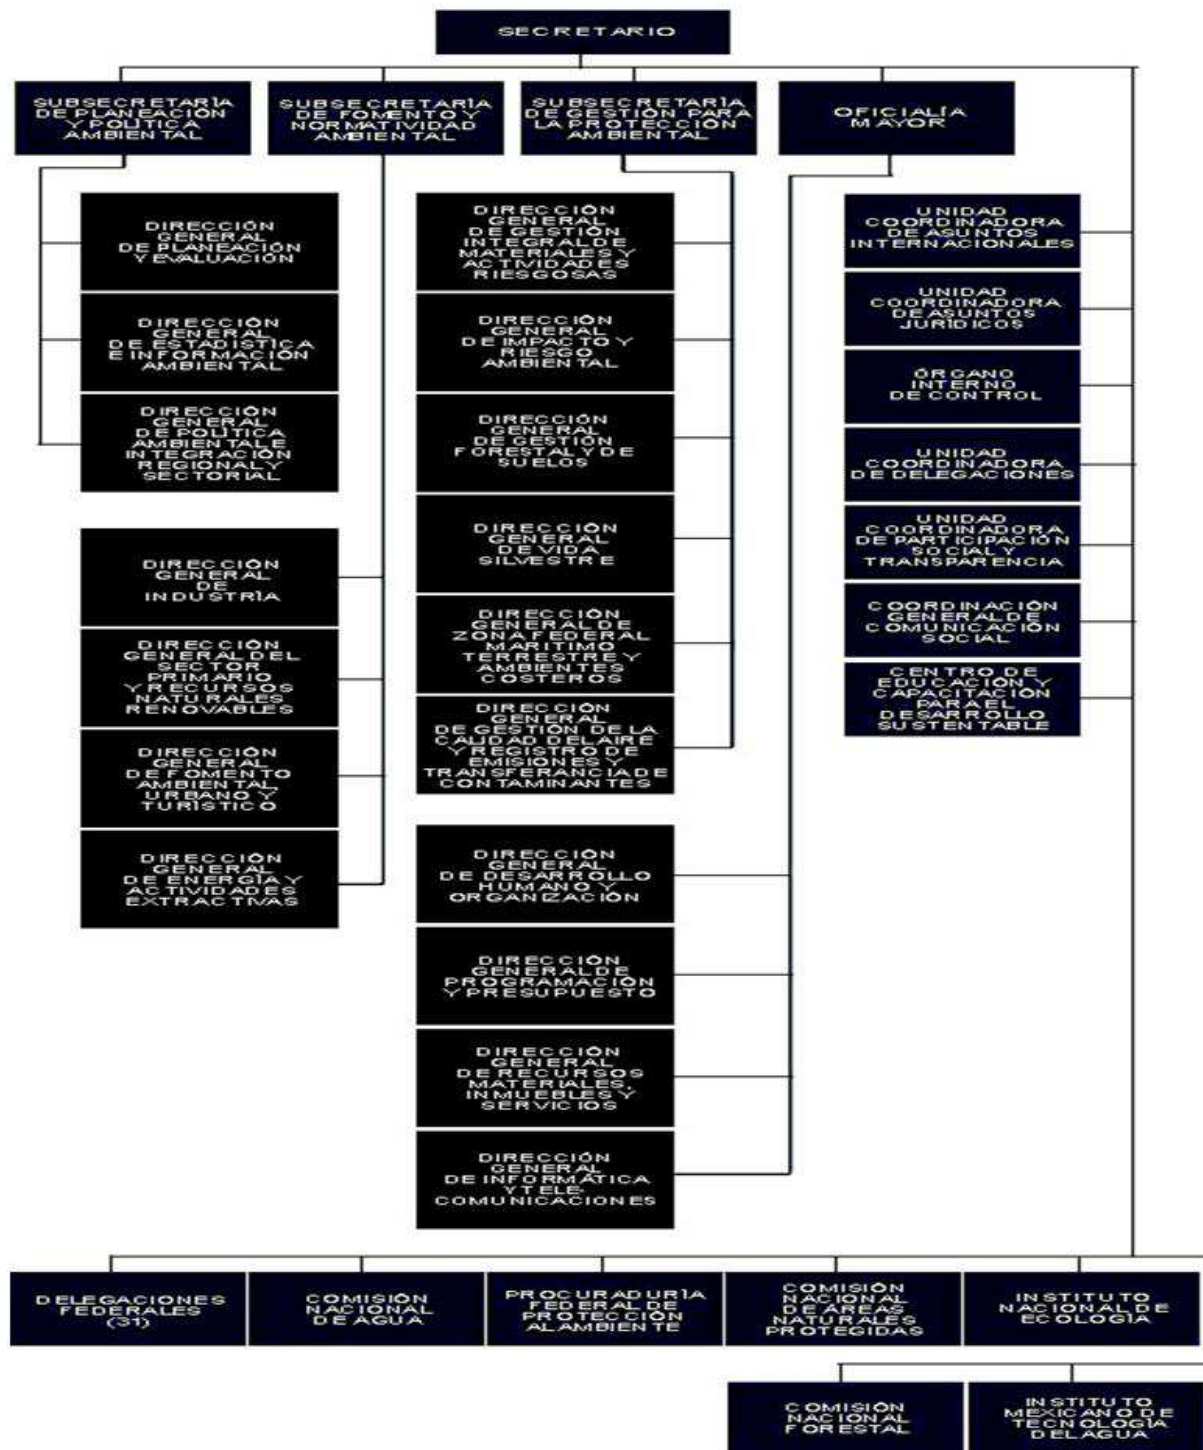 SECRETARIO
SUBSECRETARÍA
DE PLANEACIÓN
Y POLÍTICA
AMBIENTAL
SUBSECRETARÍA
DE FOMENTO Y
NORMATIVIDAD
AMBIENTAL
SUBSECRETARÍA
DE GESTIÓN PARA
LA PROTECCIÓN
AMBIENTAL
OFICIALÍA
MAYOR
DIRECCIÓN
GENERAL
DE PLANEACIÓN
Y EVALUACIÓN
DIRECCIÓN
GENERAL
DE ESTADÍSTICA
E INFORMACIÓN
AMBIENTAL
DIRECCIÓN
GENERAL
DE POLÍTICA
AMBIENTAL E
INTEGRACIÓN
REGIONAL Y
SECTORIAL
DIRECCIÓN
GENERAL
DE
INDUSTRÍA
DIRECCIÓN
GENERAL DEL
SECTOR
PRIMARIO
Y RECURSOS
NATURALES
RENOVABLES
DIRECCIÓN
GENERAL
DE FOMENTO
AMBIENTAL,
URBANO Y
TURÍSTICO
DIRECCIÓN
GENERAL
DE ENERGÍA Y
ACTIVIDADES
EXTRACTIVAS
DIRECCIÓN
GENERAL
DE GESTIÓN
INTEGRAL DE
MATERIALES Y
ACTIVIDADES
RIESGOSAS
DIRECCIÓN
GENERAL
DE IMPACTO Y
RIESGO
AMBIENTAL
DIRECCIÓN
GENERAL
DE GESTIÓN
FORESTAL Y DE
SUELOS
DIRECCIÓN
GENERAL
DE VIDA
SILVESTRE
DIRECCIÓN
GENERAL DE
ZONA FEDERAL
MARÍTIMO
TERRESTRE Y
AMBIENTES
COSTEROS
DIRECCIÓN
GENERAL
DE GESTIÓN DE LA
CALIDAD DEL AIRE
Y REGISTRO DE
EMISIONES Y
TRANSFERANCIA DE
CONTAMINANTES
DIRECCIÓN
GENERAL
DE DESARROLLO
HUMANO Y
ORGANIZACIÓN
DIRECCIÓN
GENERAL DE
PROGRAMACIÓN
Y PRESUPUESTO
DIRECCIÓN
GENERAL
DE RECURSOS
MATERIALES,
INMUEBLES Y
SERVICIOS
DIRECCIÓN
GENERAL
DE INFORMÁTICA
Y TELE-
COMUNICACIONES
UNIDAD
COORDINADORA
DE ASUNTOS
INTERNACIONALES
UNIDAD
COORDINADORA
DE ASUNTOS
JURÍDICOS
ÓRGANO
INTERNO
DE CONTROL
UNIDAD
COORDINADORA
DE DELEGACIONES
UNIDAD
COORDINADORA
DE PARTICIPACIÓN
SOCIAL Y
TRANSPARENCIA
COORDINACIÓN
GENERAL DE
COMUNICACIÓN
SOCIAL
CENTRO DE
EDUCACIÓN Y
CAPACITACIÓN
PARA EL
DESARROLLO
SUSTENTABLE
DELEGACIONES
FEDERALES
(31)
COMISIÓN
NACIONAL
DE AGUA
PROCURADURÍA
FEDERAL DE
PROTECCIÓN
AL AMBIENTE
COMISIÓN
NACIONAL
DE ÁREAS
NATURALES
PROTEGIDAS
INSTITUTO
NACIONAL DE
ECOLOGÍA
COMISIÓN
NACIONAL
FORESTAL
INSTITUTO
MEXICANO DE
TECNOLOGÍA
DEL AGUA